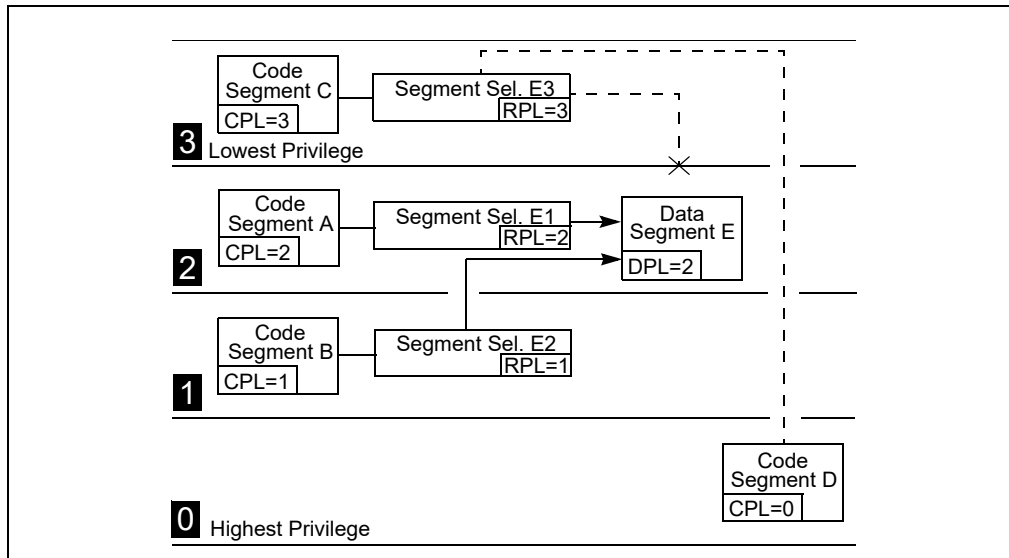 Code
Segment C
CPL=3
Segment Sel. E3
RPL=3
3
Lowest Privilege
Code
Segment A
CPL=2
Segment Sel. E1
RPL=2
Data
Segment E
DPL=2
2
Code
Segment B
CPL=1
Segment Sel. E2
RPL=1
1
Code
Segment D
CPL=0
0
Highest Privilege